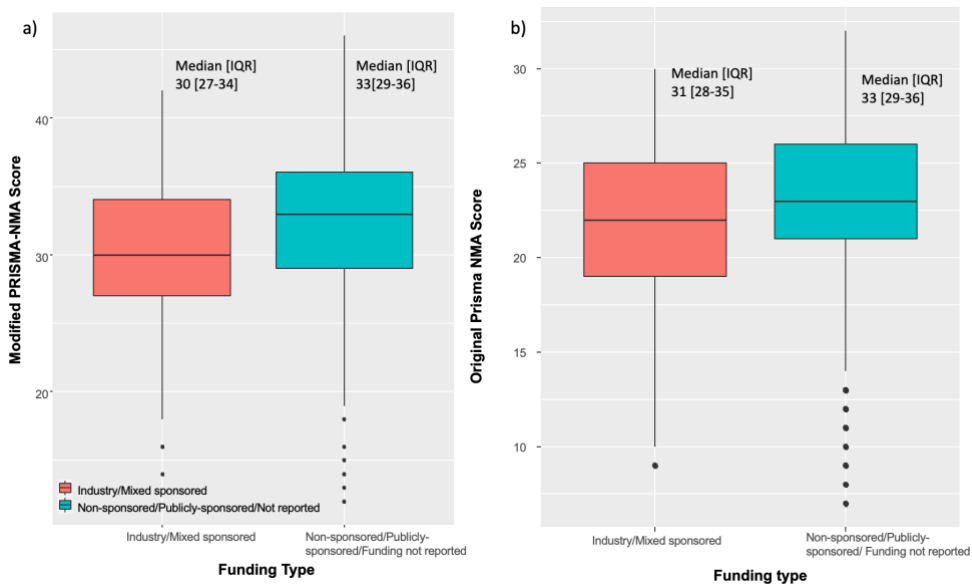 a)
Median [IQR]
30 [27-34]
Median [IQR]
33[29-36]
Modified PRISMA-NMA Score
40
30
20
Industry/Mixed sponsored
Non-sponsored/Publicly-sponsored/Not reported
Industry/Mixed sponsored
Non-sponsored/Publicly-
sponsored/Funding not reported
Funding Type
b)
Median [IQR]
31 [28-35]
Median [IQR]
33 [29-36]
Original Prisma NMA Score
30
25
20
15
10
Industry/Mixed sponsored
Non-sponsored/Publicly-
sponsored/ Funding not reported
Funding type